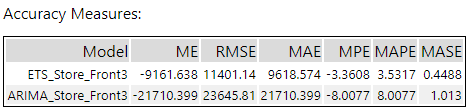 Accuracy Measures:
Model ME RMSE MAE MPE MAPE MASE
ETS_Store_Front3 -9161.638 11401.14 9618.574 -3.3608 3.5317 0.4488
ARIMA_Store_Front3 -21710.399 23645.81 21710.399 -8.0077 8.0077 1.013